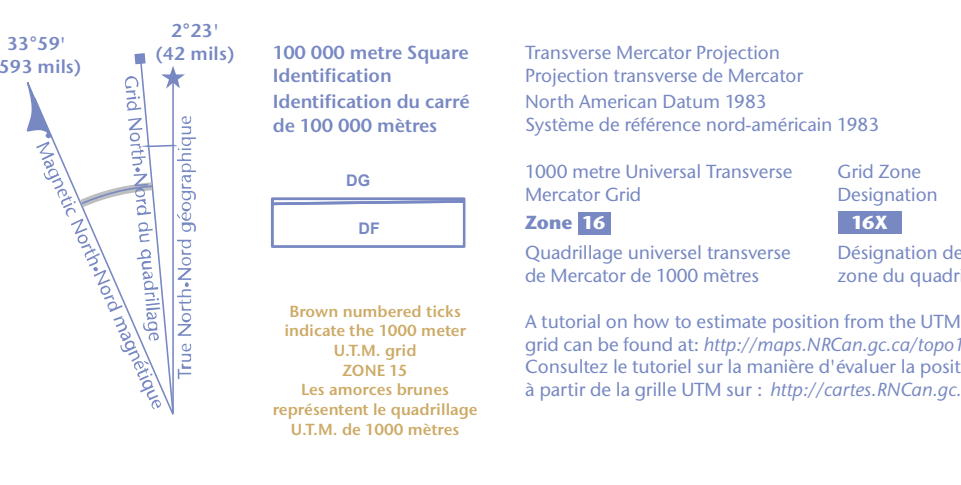 33°59'
593 mils)
2°23'
(42 mils)
Magnetic North•Nord magnétique
Grid North•Nord du quadrillage
True North•Nord géographique
100 000 metre Square
Identification
Identification du carré
de 100 000 mètres
DG
DF
Brown numbered ticks
indicate the 1000 meter
U.T.M. grid
ZONE 15
Les amorces brunes
représentent le quadrillage
U.T.M. de 1000 mètres
Transverse Mercator Projection
Projection transverse de Mercator
North American Datum 1983
Système de référence nord-américain 1983
1000 metre Universal Transverse
Mercator Grid
Zone 16
Quadrillage universel transverse
de Mercator de 1000 mètres
Grid Zone
Designation
16X
Désignation de
zone du quadri
A tutorial on how to estimate position from the UTM
grid can be found at: http://maps.NRCan.gc.ca/topo1
Consultez le tutoriel sur la manière d'évaluer la posit
à partir de la grille UTM sur : http://cartes.RNCan.gc.